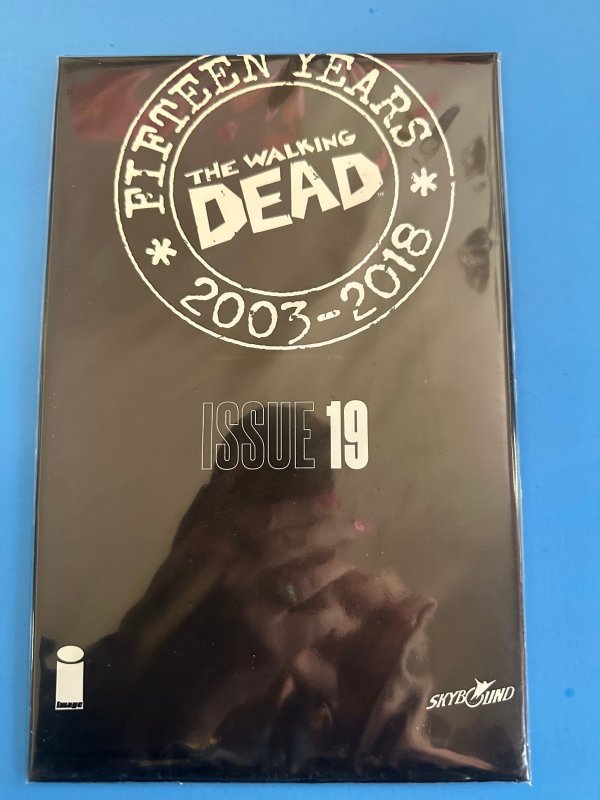 FIFTEEN YEARS
THE WALKING
DEAD
* 2003-2018 *
ISSUE 19
image
SKYBOUND